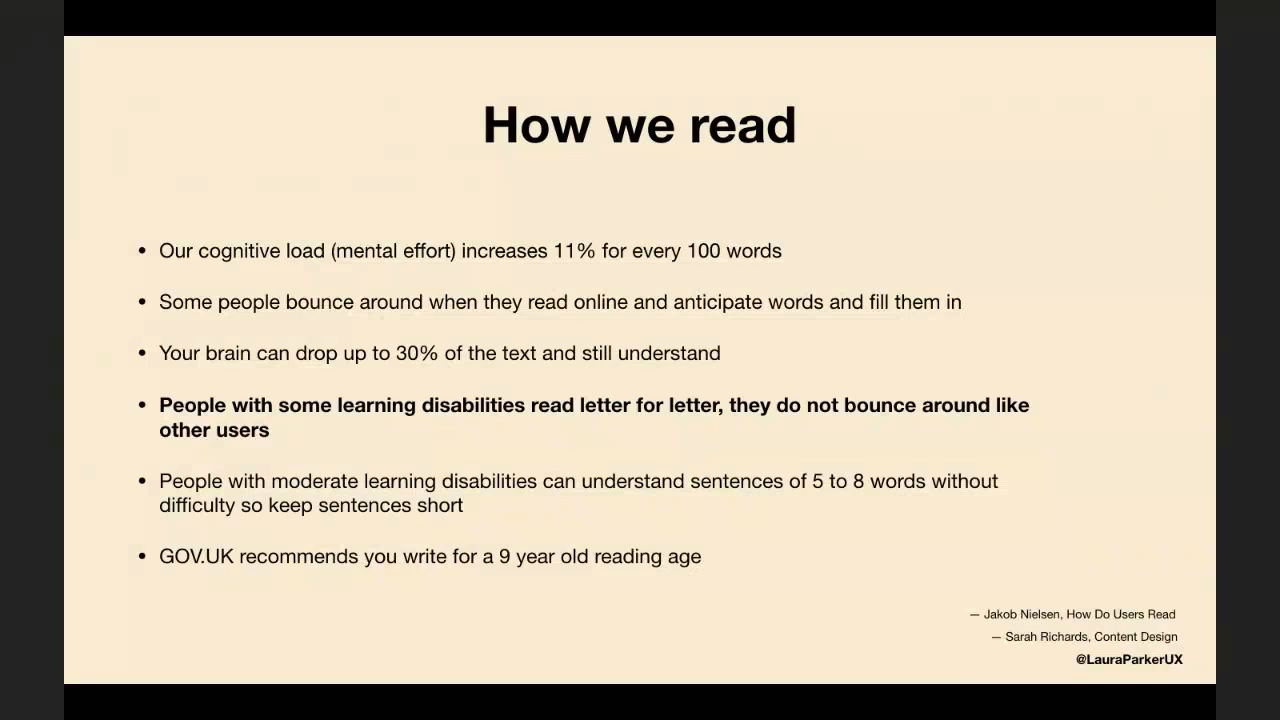 How we read
• Our cognitive load (mental effort) increases 11% for every 100 words
• Some people bounce around when they read online and anticipate words and fill them in
• Your brain can drop up to 30% of the text and still understand
• People with some learning disabilities read letter for letter, they do not bounce around like
other users
• People with moderate learning disabilities can understand sentences of 5 to 8 words without
difficulty so keep sentences short
• GOV.UK recommends you write for a 9 year old reading age
— Jakob Nielsen, How Do Users Read
— Sarah Richards, Content Design
@LauraParkerUX